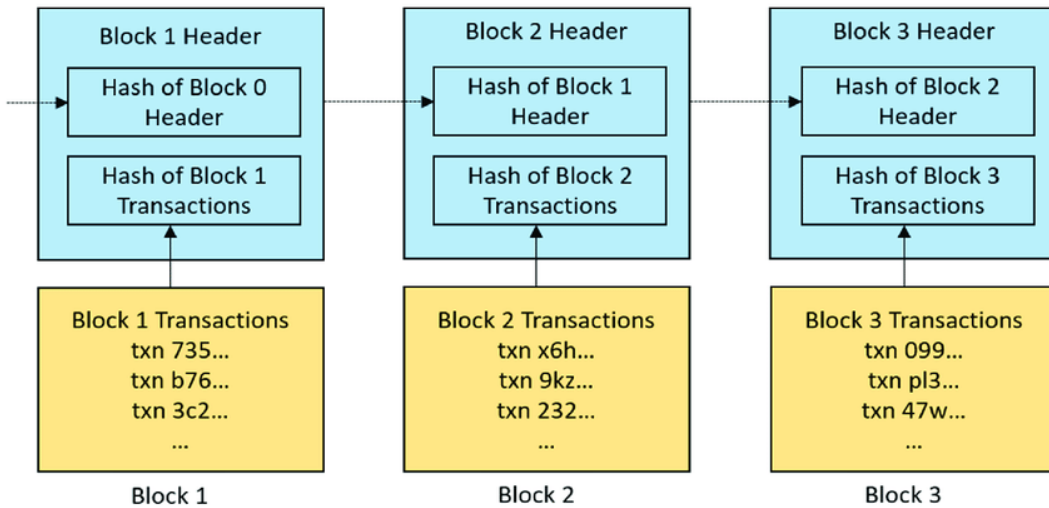 Block 1 Header
Hash of Block 0
Header
Hash of Block 1
Transactions
Block 1 Transactions
txn 735...
txn b76...
txn 3c2...
...
Block 1
Block 2 Header
Hash of Block 1
Header
Hash of Block 2
Transactions
Block 2 Transactions
txn x6h...
txn 9kz...
txn 232...
...
Block 2
Block 3 Header
Hash of Block 2
Header
Hash of Block 3
Transactions
Block 3 Transactions
txn 099...
txn pl3...
txn 47w...
...
Block 3